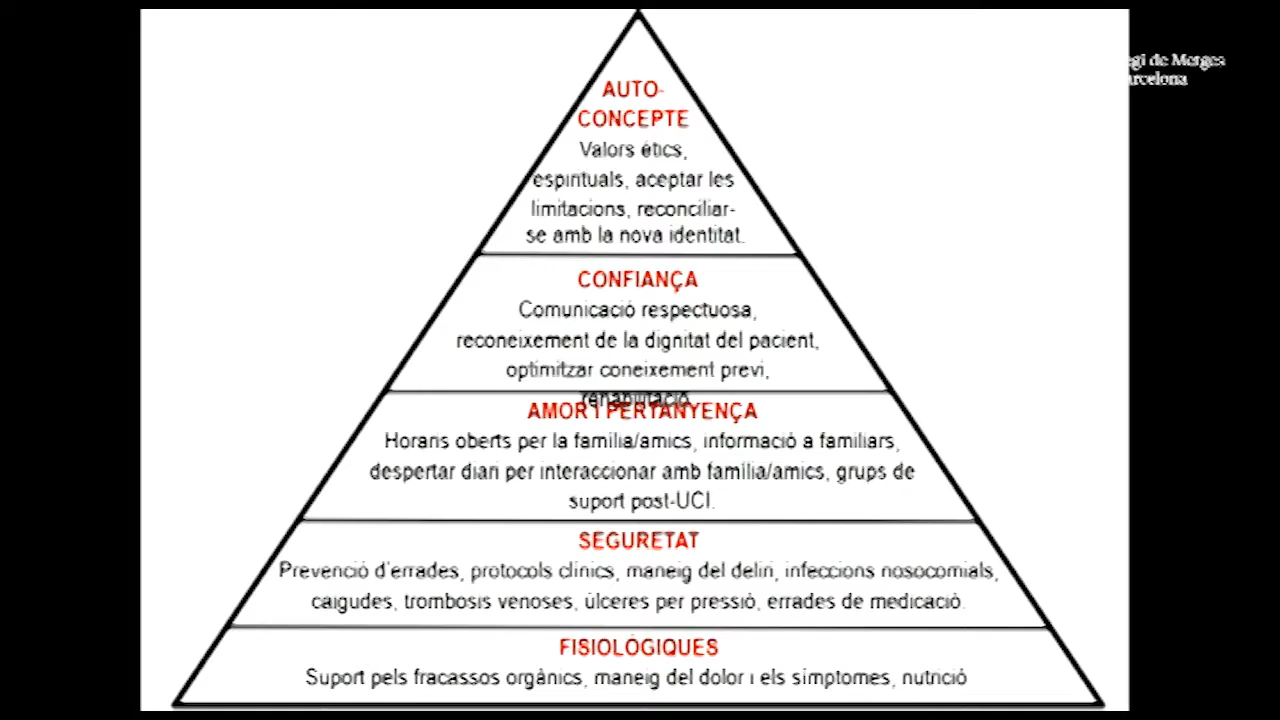 AUTO-
CONCEPTE
Valors ètics,
espirituals, aceptar les
limitacions, reconciliar-
se amb la nova identitat.
CONFIANÇA
Comunicació respectuosa,
reconeixement de la dignitat del pacient,
optimitzar coneixement previ,
rehabilitació
AMOR I PERTANYENÇA
Horaris oberts per la família/amics, informació a familiars,
despertar diari per interaccionar amb família/amics, grups de
suport post-UCI.
SEGURETAT
Prevenció d'errades, protocols clínics, maneig del deliri, infeccions nosocomials,
caigudes, trombosis venoses, úlceres per pressió, errades de medicació.
FISIOLÒGIQUES
Suport pels fracassos orgànics, maneig del dolor i els símptomes, nutrició
egi de Metges
arcelona